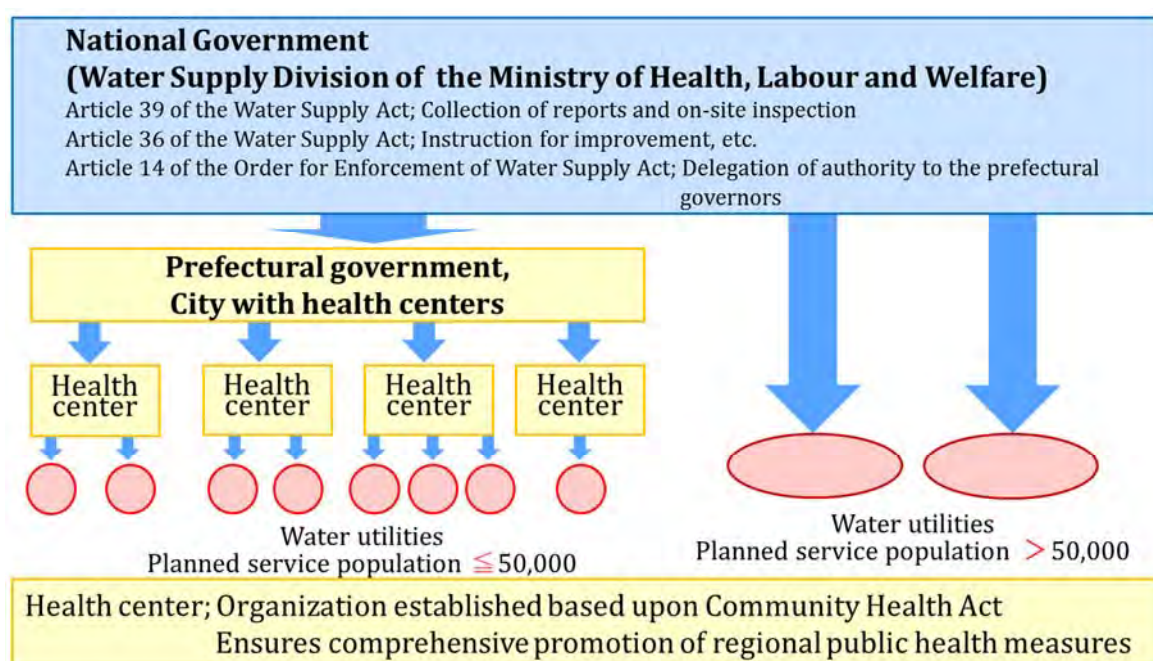 National Government
(Water Supply Division of the Ministry of Health, Labour and Welfare)
Article 39 of the Water Supply Act; Collection of reports and on-site inspection
Article 36 of the Water Supply Act; Instruction for improvement, etc.
Article 14 of the Order for Enforcement of Water Supply Act; Delegation of authority to the prefectural
governors
Prefectural government,
City with health centers
Health
center
Health
center
Health
center
Health
center
Water utilities
Planned service population ≦ 50,000
Water utilities
Planned service population > 50,000
Health center; Organization established based upon Community Health Act
Ensures comprehensive promotion of regional public health measures